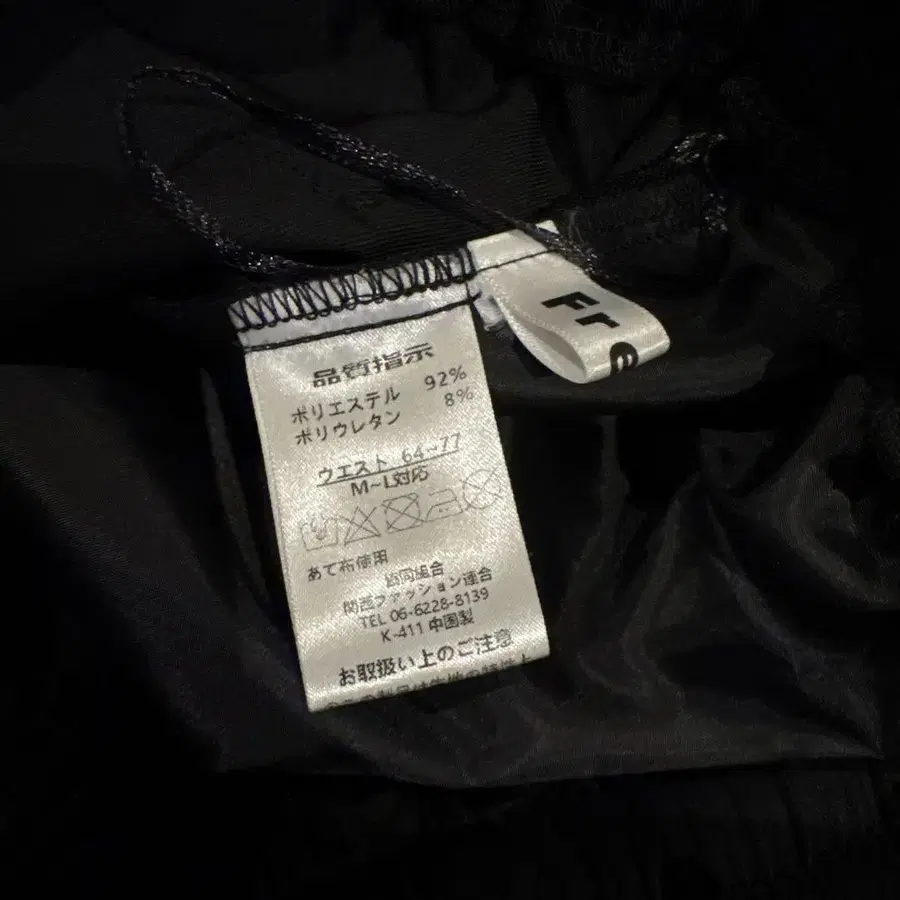 Fre
品質指示
ポリエステル 92%
ポリウレタン 8%
ウエスト 64~77
M~L対応
あて布使用
協同組合
関西ファッション連合
TEL 06-6228-8139
K-411 中国製
お取扱い上のご注意